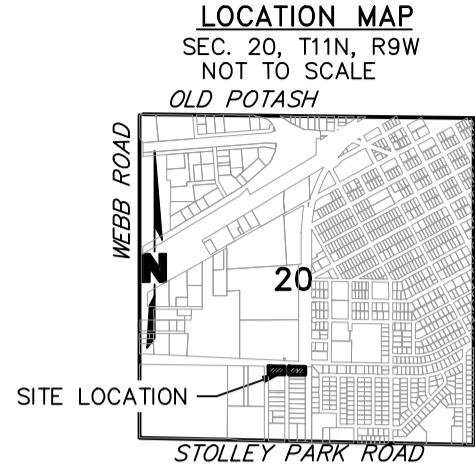 LOCATION MAP
SEC. 20, T11N, R9W
NOT TO SCALE
OLD POTASH
WEBB ROAD
N
20
SITE LOCATION
STOLLEY PARK ROAD